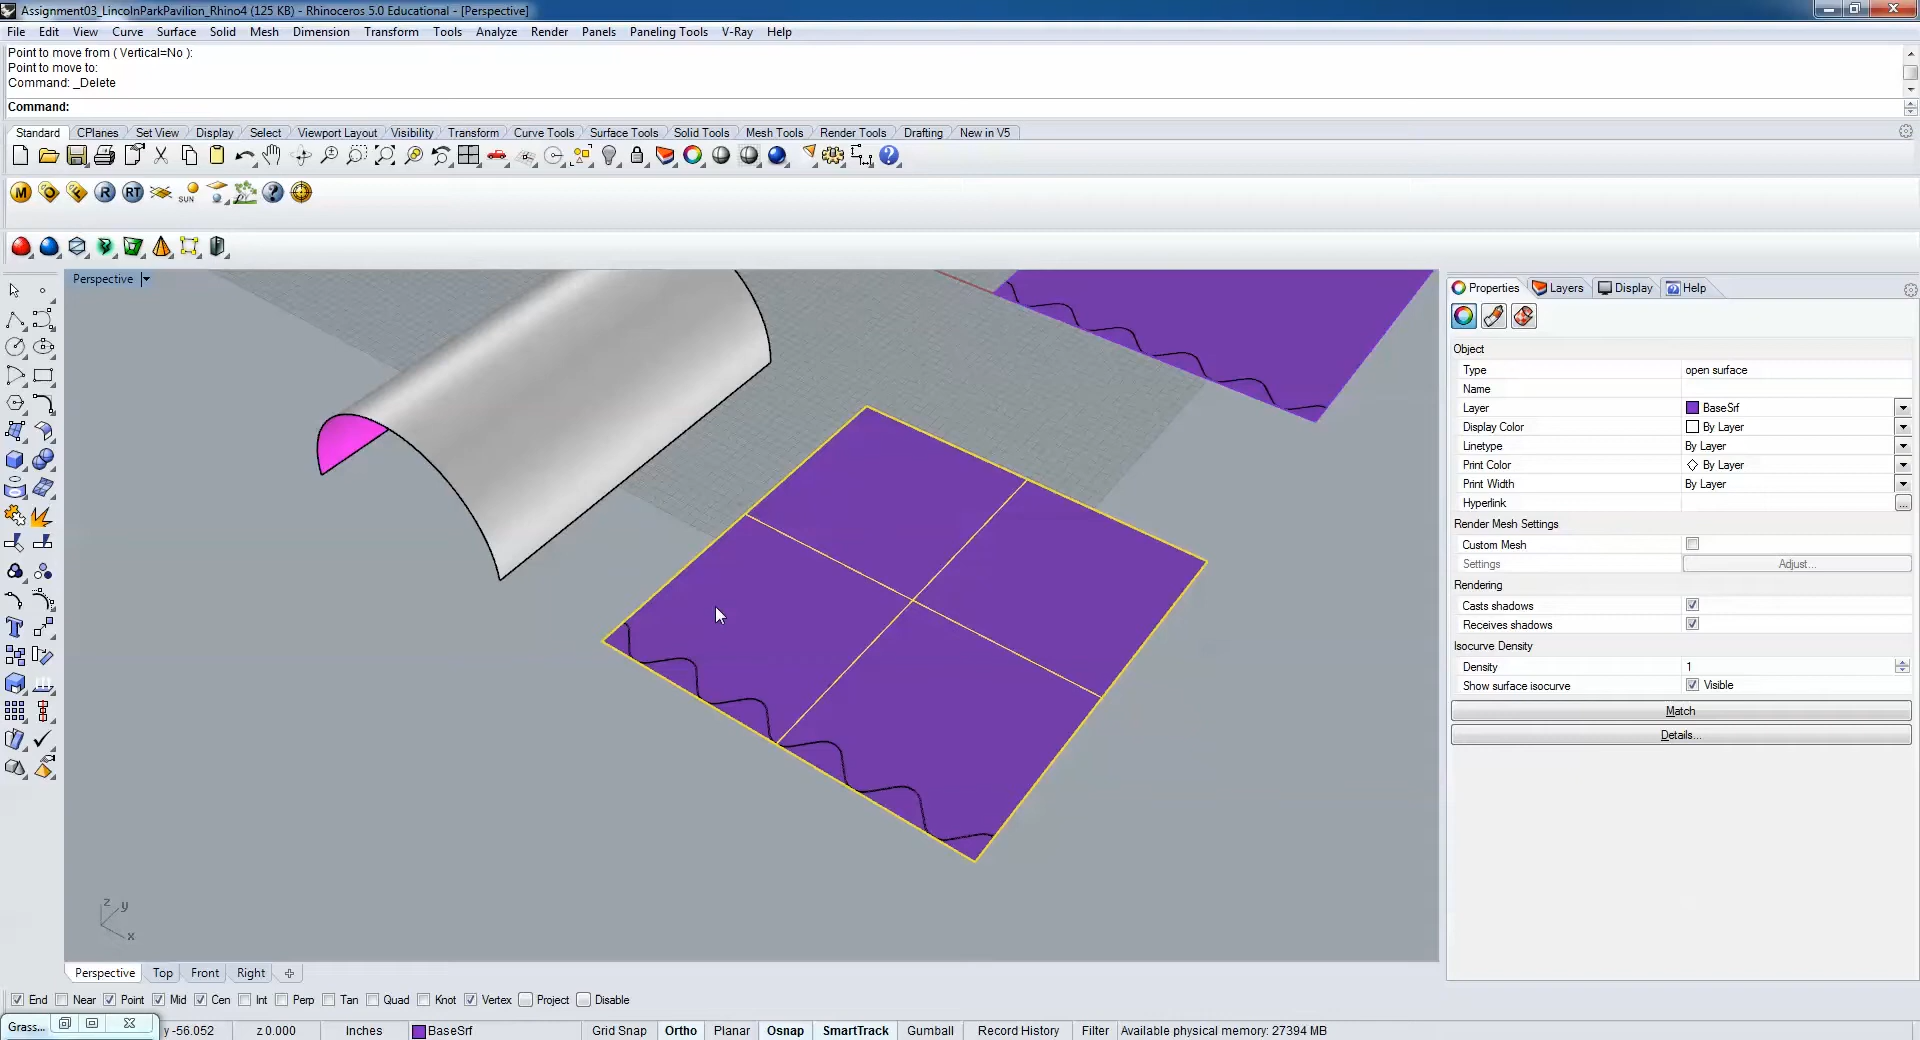 Assignment03_LincolnParkPavilion_Rhino4 (125 KB) - Rhinoceros 5.0 Educational - [Perspective]
File Edit View Curve Surface Solid Mesh Dimension Transform Tools Analyze Render Panels Paneling Tools V-Ray Help
Point to move from ( Vertical=No ):
Point to move to:
Command: _Delete
Command:
Standard CPlanes Set View Display Select Viewport Layout Visibility Transform Curve Tools Surface Tools Solid Tools Mesh Tools Render Tools Drafting New in V5
M O F R RT SUN
Perspective
Properties Layers Display Help
Object
Type open surface
Name
Layer BaseSrf
Display Color By Layer
Linetype By Layer
Print Color By Layer
Print Width By Layer
Hyperlink ...
Render Mesh Settings
Custom Mesh
Settings Adjust...
Rendering
Casts shadows
Receives shadows
Isocurve Density
Density 1
Show surface isocurve Visible
Match
Details...
z y
x
Perspective Top Front Right
End Near Point Mid Cen Int Perp Tan Quad Knot Vertex Project Disable
Grass... y -56.052 z 0.000 Inches BaseSrf Grid Snap Ortho Planar Osnap SmartTrack Gumball Record History Filter Available physical memory: 27394 MB